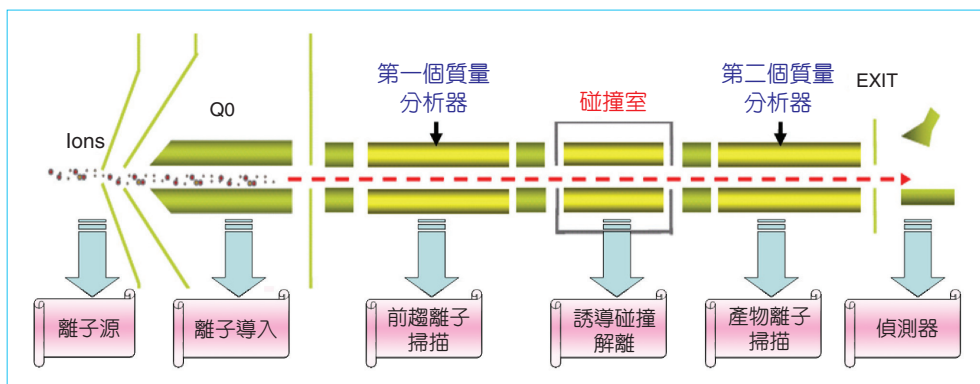 第一個質量
分析器
碰撞室
第二個質量
分析器
EXIT
Q0
Ions
離子源
離子導入
前趨離子
掃描
誘導碰撞
解離
產物離子
掃描
偵測器